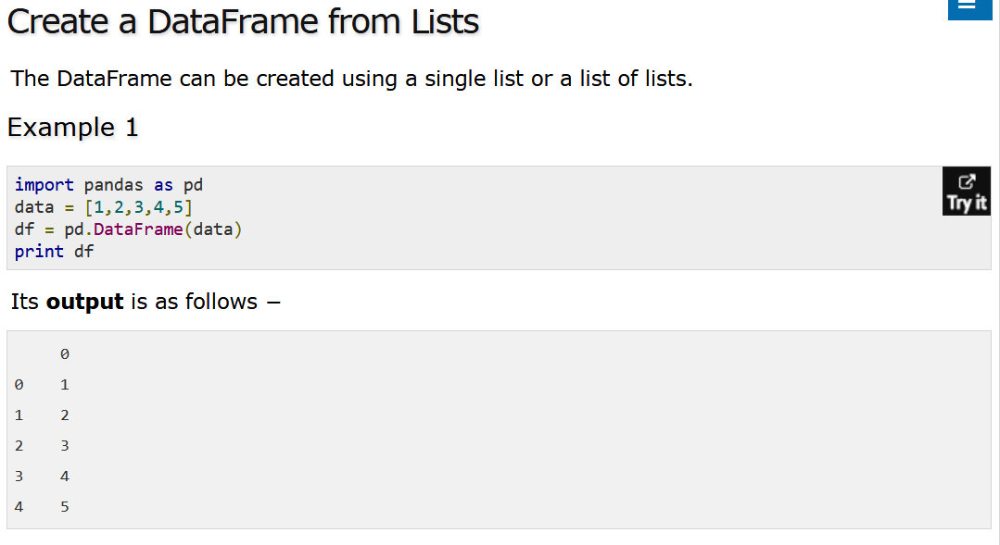 Create a DataFrame from Lists
The DataFrame can be created using a single list or a list of lists.
Example 1
import pandas as pd
data = [1,2,3,4,5]
df = pd.DataFrame(data)
print df
Try it
Its output is as follows −
0
0 1
1 2
2 3
3 4
4 5